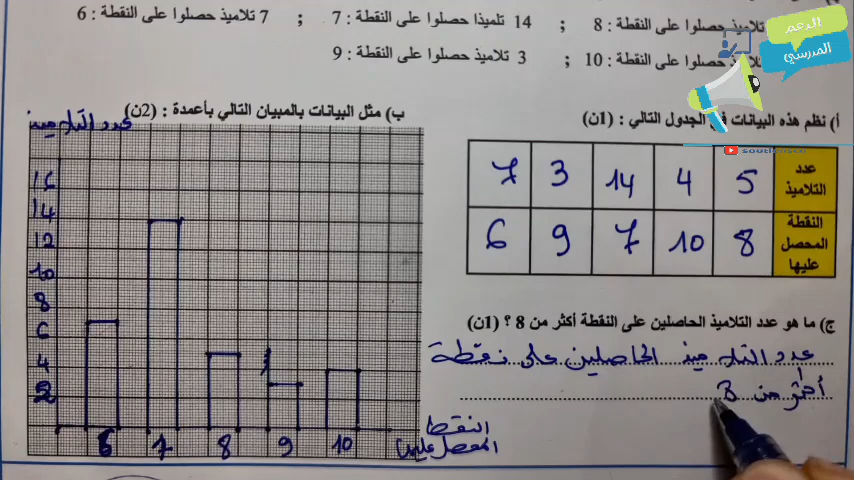 تلاميذ حصلوا على النقطة : 8 ; 14 تلميذا حصلوا على النقطة : 7 ; 7 تلاميذ حصلوا على النقطة : 6
تلاميذ حصلوا على النقطة : 10 ; 3 تلاميذ حصلوا على النقطة : 9
الدعم
المدرسي
أ) نظم هذه البيانات في الجدول التالي : (1ن)
عدد التلاميذ 5 4 14 3 7
النقطة المحصل عليها 8 10 7 9 6
ج) ما هو عدد التلاميذ الحاصلين على النقطة أكثر من 8 ؟ (1ن)
عدد التلاميذ الحاصلين على نقطة
أكثر من 8
ب) مثل البيانات بالمبيان التالي بأعمدة : (2ن)
عدد التلاميذ
16
14
12
10
8
6
4
2
6 7 8 9 10
النقط
المحصل عليها